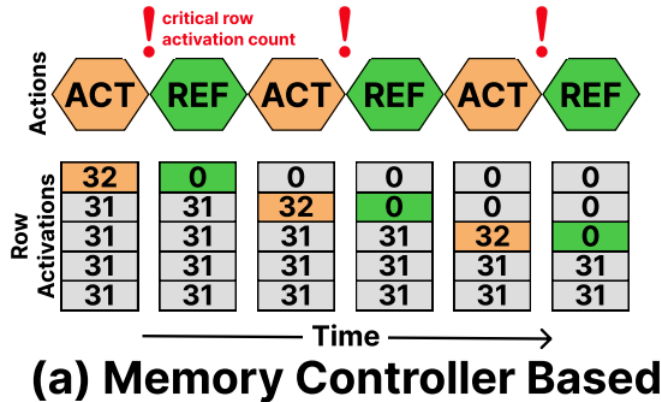 ! critical row
activation count ! !
Actions
ACT REF ACT REF ACT REF
Row
Activations
32 0 0 0 0 0
31 31 32 0 0 0
31 31 31 31 32 0
31 31 31 31 31 31
31 31 31 31 31 31
Time
(a) Memory Controller Based